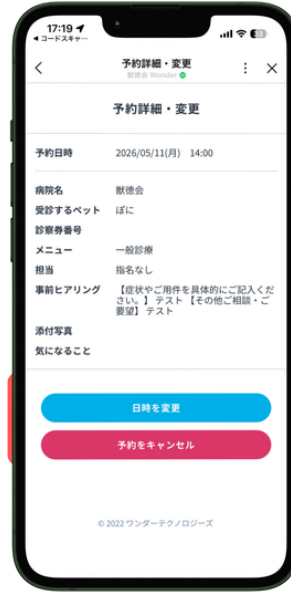 17:19
◀ コードスキャ…
予約詳細・変更
獣徳会 Wonder
予約詳細・変更
予約日時 2026/05/11(月) 14:00
病院名 獣徳会
受診するペット ぽに
診察券番号
メニュー 一般診療
担当 指名なし
事前ヒアリング 【症状やご用件を具体的にご記入くだ
さい。】 テスト 【その他ご相談・ご
要望】 テスト
添付写真
気になること
日時を変更
予約をキャンセル
© 2022 ワンダーテクノロジーズ